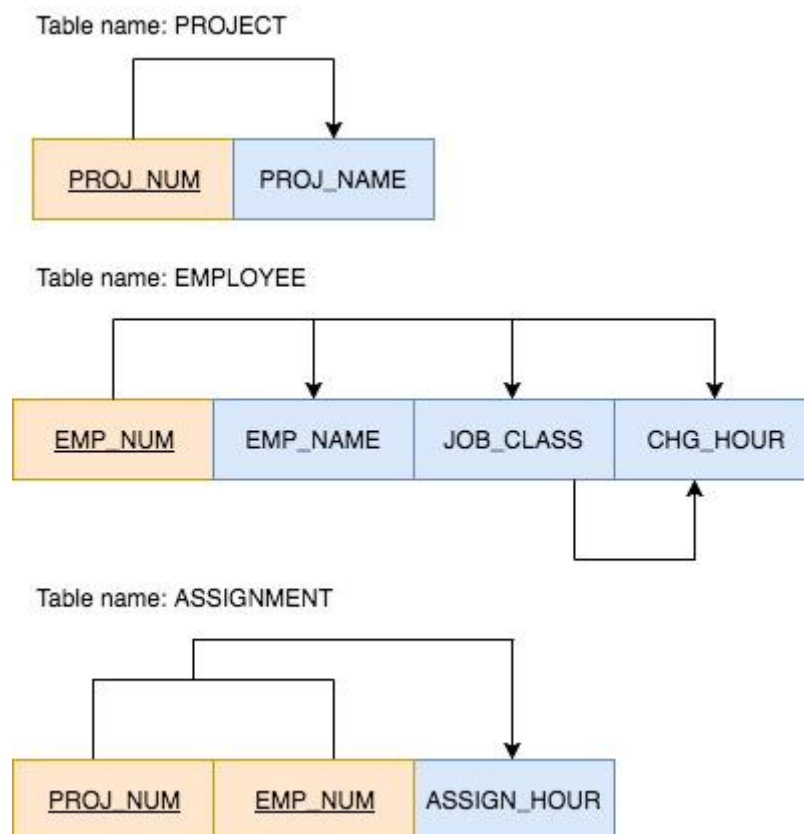 Table name: PROJECT
PROJ_NUM PROJ_NAME
Table name: EMPLOYEE
EMP_NUM EMP_NAME JOB_CLASS CHG_HOUR
Table name: ASSIGNMENT
PROJ_NUM EMP_NUM ASSIGN_HOUR